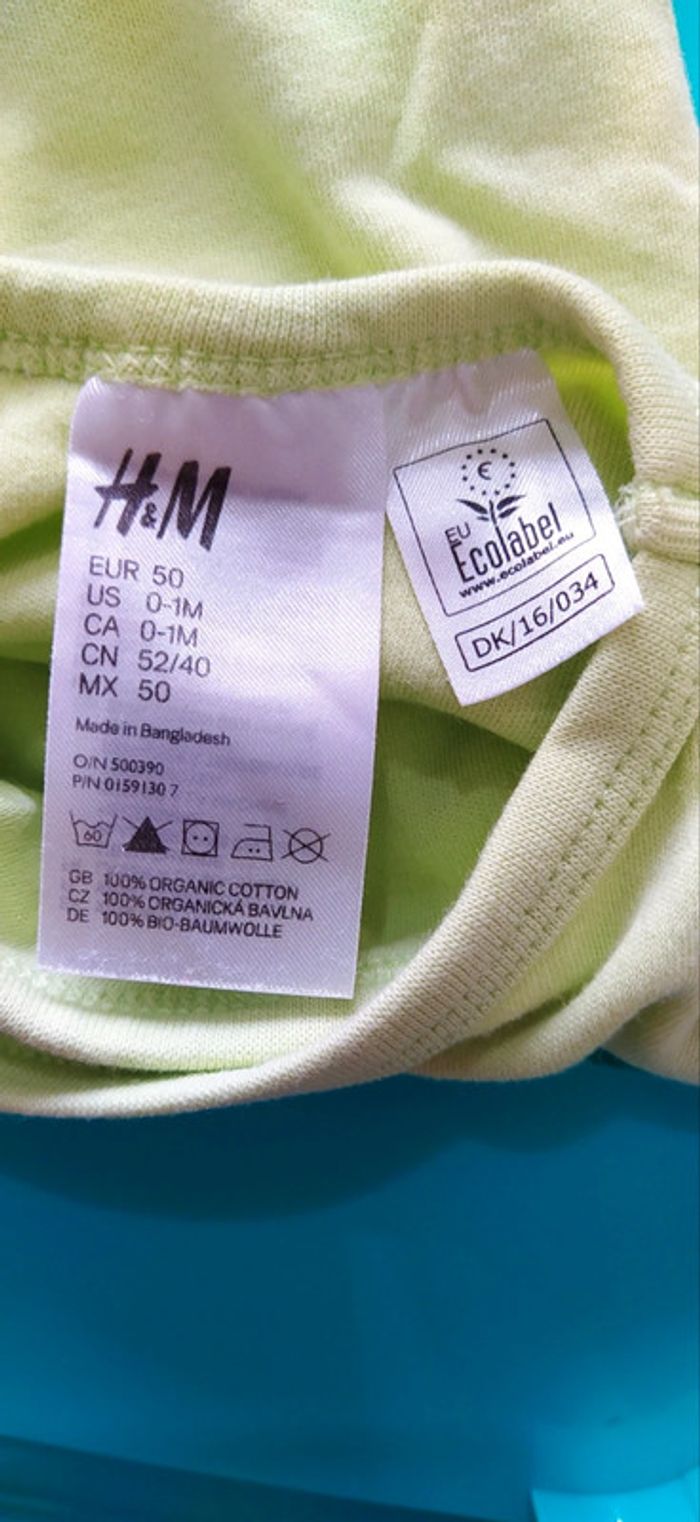 H&M
EUR 50
US 0-1M
CA 0-1M
CN 52/40
MX 50
Made in Bangladesh
O/N 500390
P/N 0159130 7
60
GB 100% ORGANIC COTTON
CZ 100% ORGANICKÁ BAVLNA
DE 100% BIO-BAUMWOLLE
€
EU
Ecolabel
www.ecolabel.eu
DK/16/034